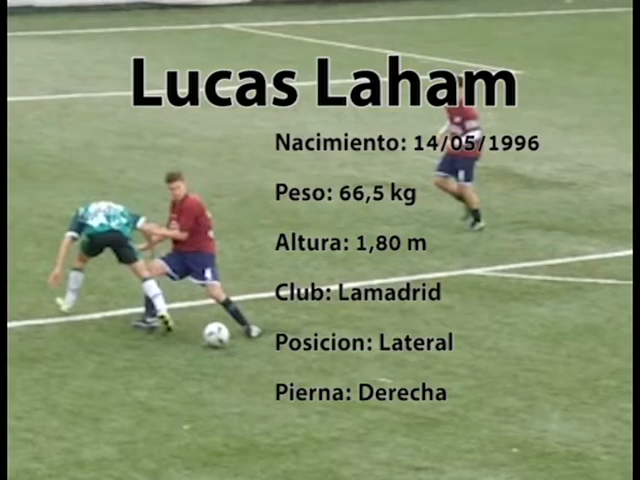 Lucas Laham
Nacimiento: 14/05/1996
Peso: 66,5 kg
Altura: 1,80 m
Club: Lamadrid
Posicion: Lateral
Pierna: Derecha